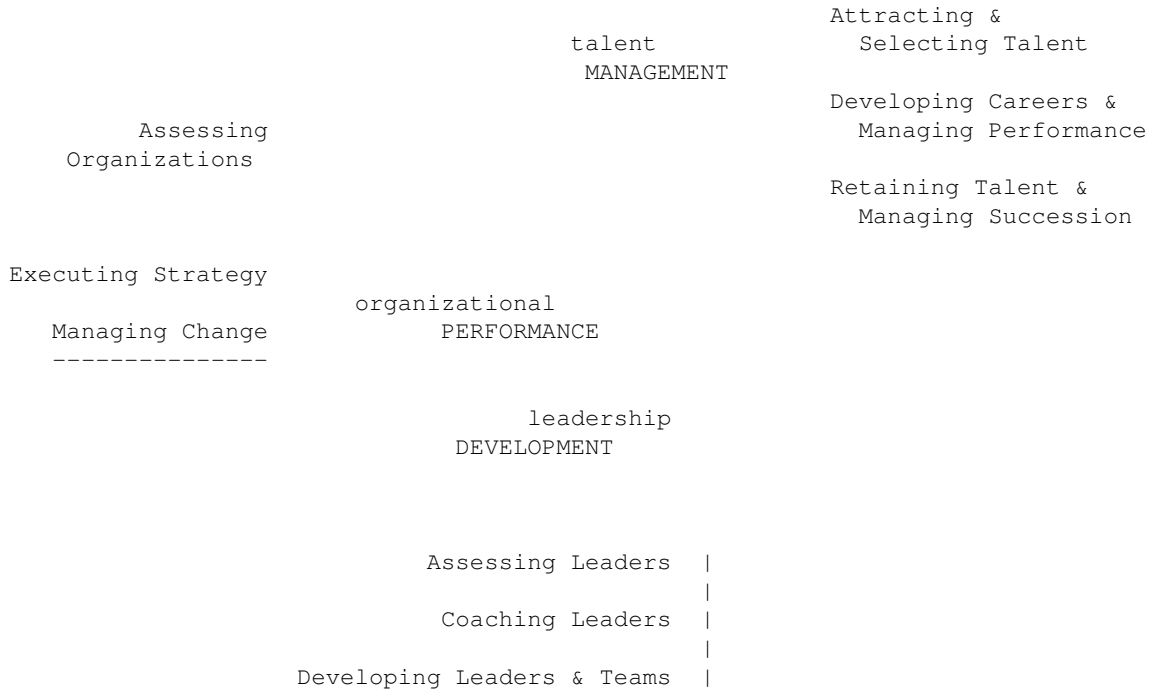 Attracting &
Selecting Talent
talent
MANAGEMENT
Developing Careers &
Managing Performance
Assessing
Organizations
Retaining Talent &
Managing Succession
Executing Strategy
organizational
PERFORMANCE
Managing Change
leadership
DEVELOPMENT
Assessing Leaders
Coaching Leaders
Developing Leaders & Teams